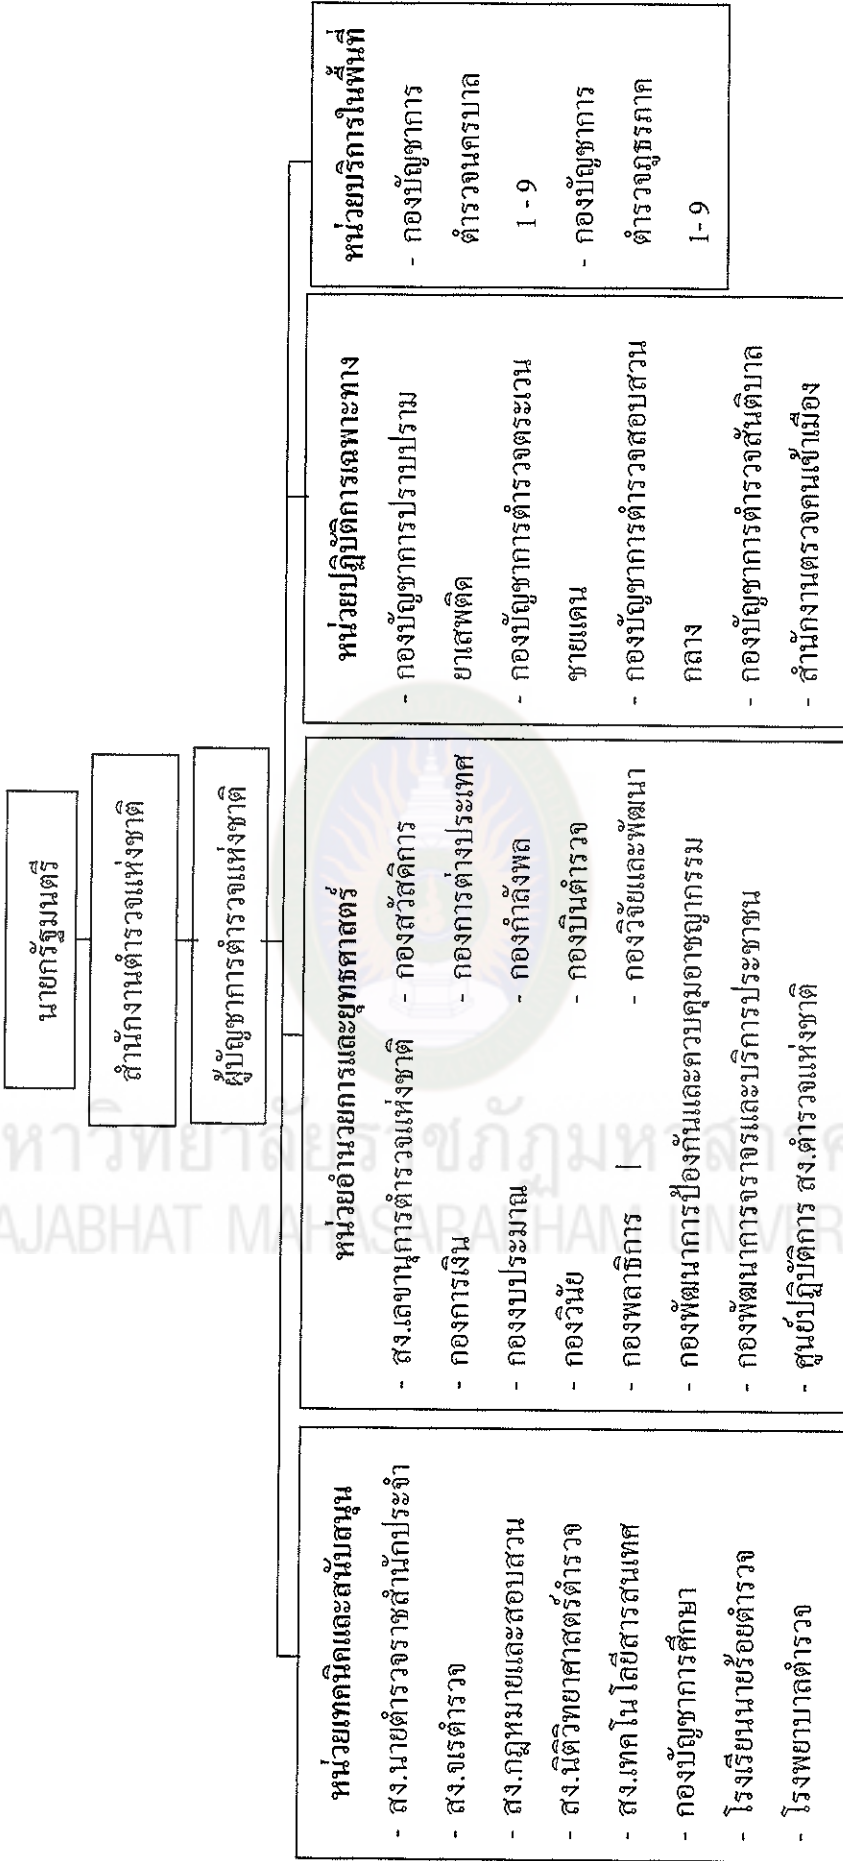 นายกรัฐมนตรี
สำนักงานตำรวจแห่งชาติ
ผู้บัญชาการตำรวจแห่งชาติ
หน่วยเทคนิคและสนับสนุน
- สง.นายตำรวจราชสำนักประจำ
- สง.จเรตำรวจ
- สง.กฎหมายและสอบสวน
- สง.นิติวิทยาศาสตร์ตำรวจ
- สง.เทคโนโลยีสารสนเทศ
- กองบัญชาการศึกษา
- โรงเรียนนายร้อยตำรวจ
- โรงพยาบาลตำรวจ
หน่วยอำนวยการและยุทธศาสตร์
- สง.เลขานุการตำรวจแห่งชาติ - กองสวัสดิการ
- กองการเงิน - กองการต่างประเทศ
- กองงบประมาณ - กองกำลังพล
- กองวินัย - กองบินตำรวจ
- กองพลาธิการ - กองวิจัยและพัฒนา
- กองพัฒนาการป้องกันและควบคุมอาชญากรรม
- กองพัฒนาการจราจรและบริการประชาชน
- ศูนย์ปฏิบัติการ สง.ตำรวจแห่งชาติ
หน่วยปฏิบัติการเฉพาะทาง
- กองบัญชาการปราบปราม
ยาเสพติด
- กองบัญชาการตำรวจตระเวน
ชายแดน
- กองบัญชาการตำรวจสอบสวน
กลาง
- กองบัญชาการตำรวจสันติบาล
- สำนักงานตรวจคนเข้าเมือง
หน่วยบริการในพื้นที่
- กองบัญชาการ
ตำรวจนครบาล
1 - 9
- กองบัญชาการ
ตำรวจภูธรภาค
1- 9
หาวิทยาลัยราชภัฏมหาสารค
AJABHAT MAHASARAKHAM UNIVER